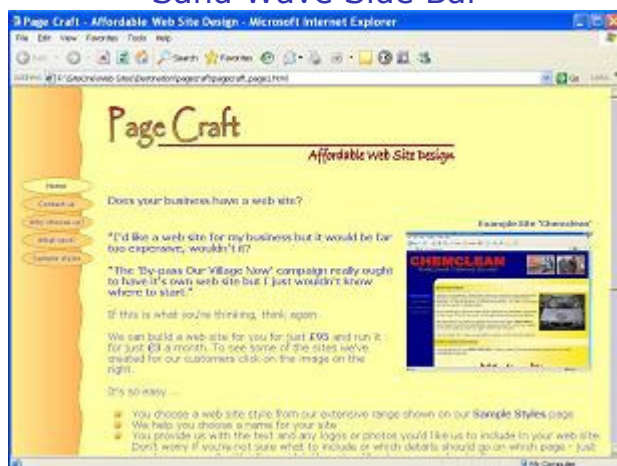 Sand Wave Side Bar
Page Craft - Affordable Web Site Design - Microsoft Internet Explorer
File Edit View Favorites Tools Help
Search Favorites
Go
Page Craft
Affordable Web Site Design
Home
Contact us
Why choose us?
What next?
Sample styles
Does your business have a web site?
Example Site "Chemclean"
"I'd like a web site for my business but it would be far
too expensive, wouldn't it?
CHEMCLEAN
"The 'By-pass Our Village Now' campaign really ought
to have it's own web site but I just wouldn't know
where to start."
If this is what you're thinking, think again.
We can build a web site for you for just £95 and run it
for just €3 a month. To see some of the sites we've
created for our customers click on the image on the
right.
It's so easy ...
You choose a web site style from our extensive range shown on our Sample Styles page
We help you choose a name for your site
You provide us with the text and any logos or photos you'd like us to include in your web site.
Don't worry if you're not sure what to include or which details should go on which page - just
My Computer